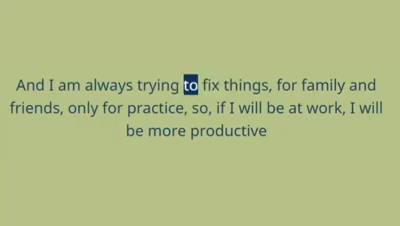 And I am always trying to fix things, for family and
friends, only for practice, so, if I will be at work, I will
be more productive